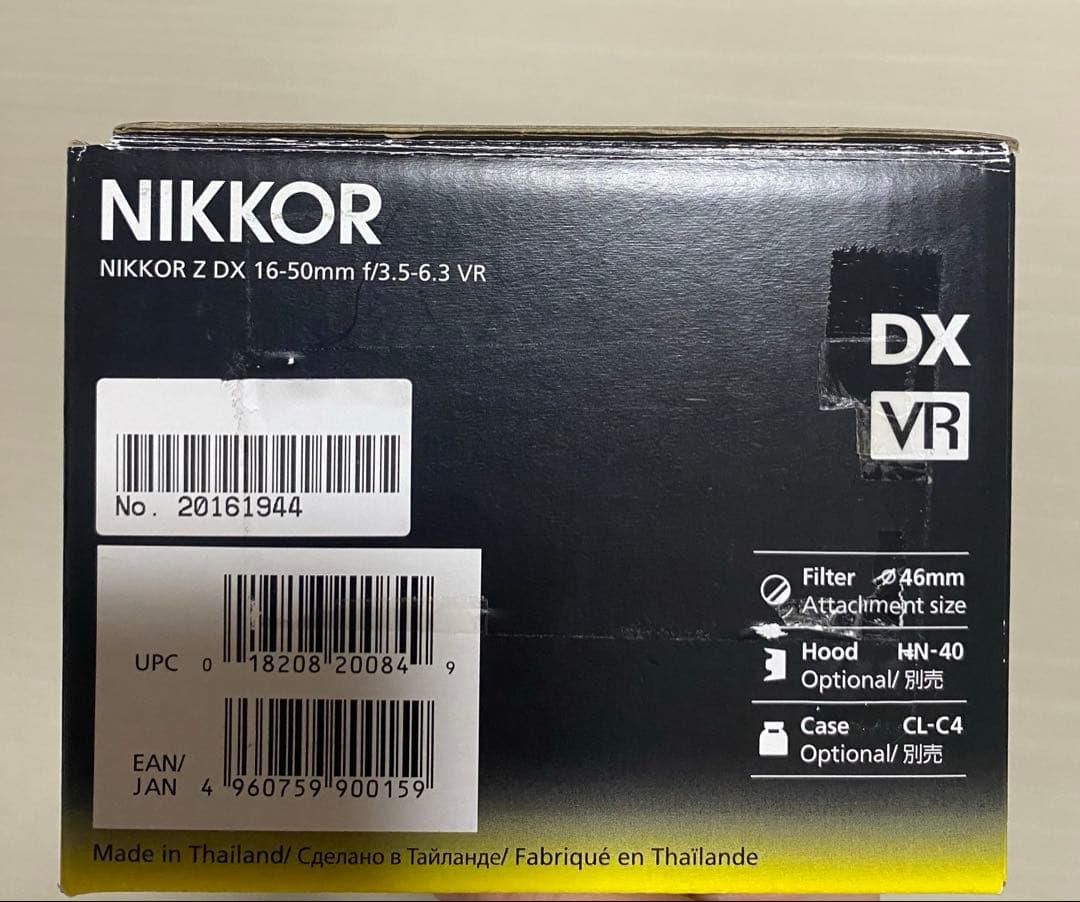 NIKKOR
NIKKOR Z DX 16-50mm f/3.5-6.3 VR
DX
VR
No. 20161944
UPC 0 18208 20084 9
EAN/
JAN 4 960759 900159
Filter ⌀46mm
Attachment size
Hood HN-40
Optional/ 別売
Case CL-C4
Optional/ 別売
Made in Thailand/ Сделано в Тайланде/ Fabriqué en Thaïlande